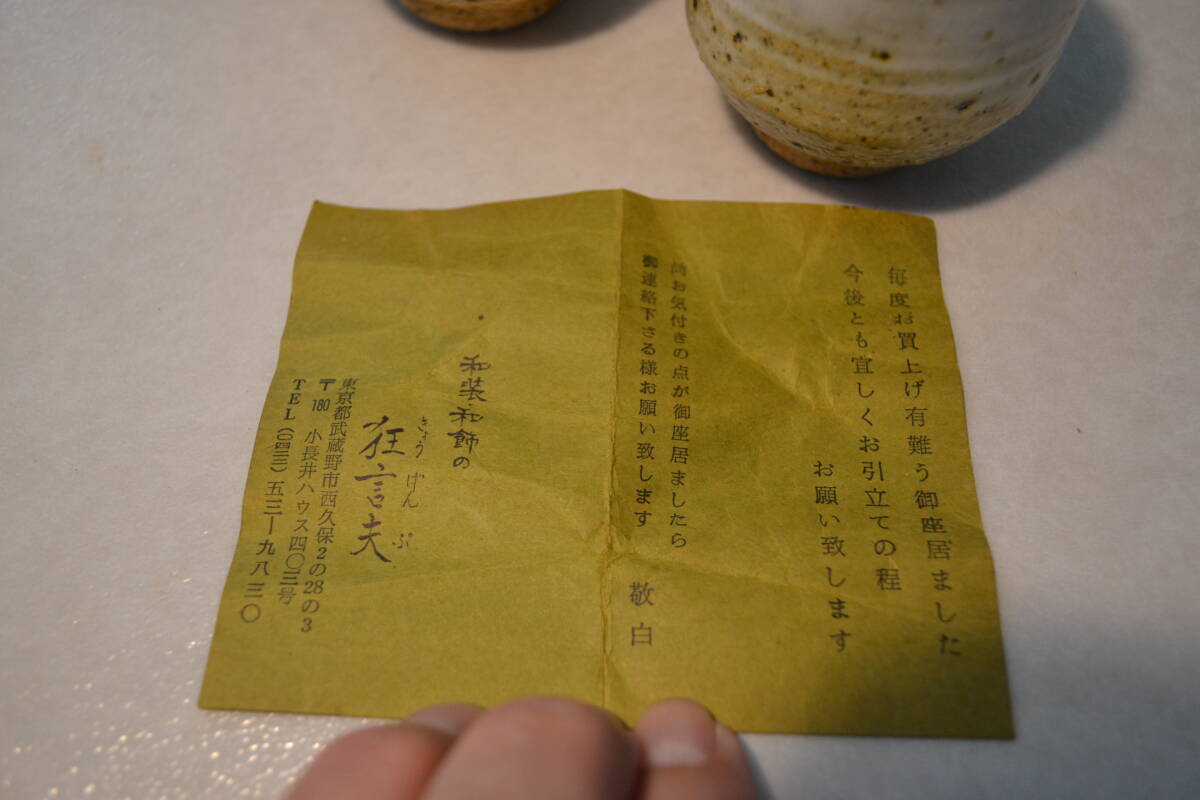 毎度お買上げ有難う御座居ました
今後とも宜しくお引立ての程
お願い致します
尚お気付きの点が御座居ましたら
御連絡下さる様お願い致します
敬白
和装和飾の
きょうげんぷ
狂言夫
東京都武蔵野市西久保2の28の3
〒180 小長井ハウス四〇三号
TEL(〇四二二)五三ー九八三〇